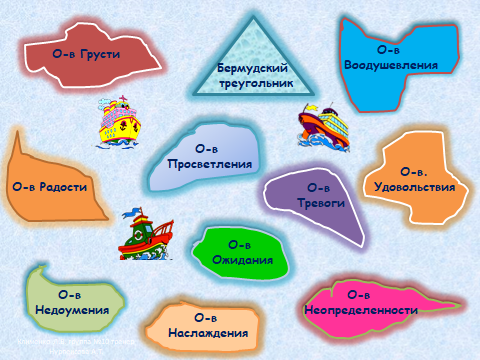 О-в Грусти
Бермудский
треугольник
О-в
Воодушевления
О-в
Просветления
О-в Радости
О-в
Тревоги
О-в.
Удовольствия
О-в
Ожидания
О-в
Недоумения
О-в
Наслаждения
О-в
Неопределенности